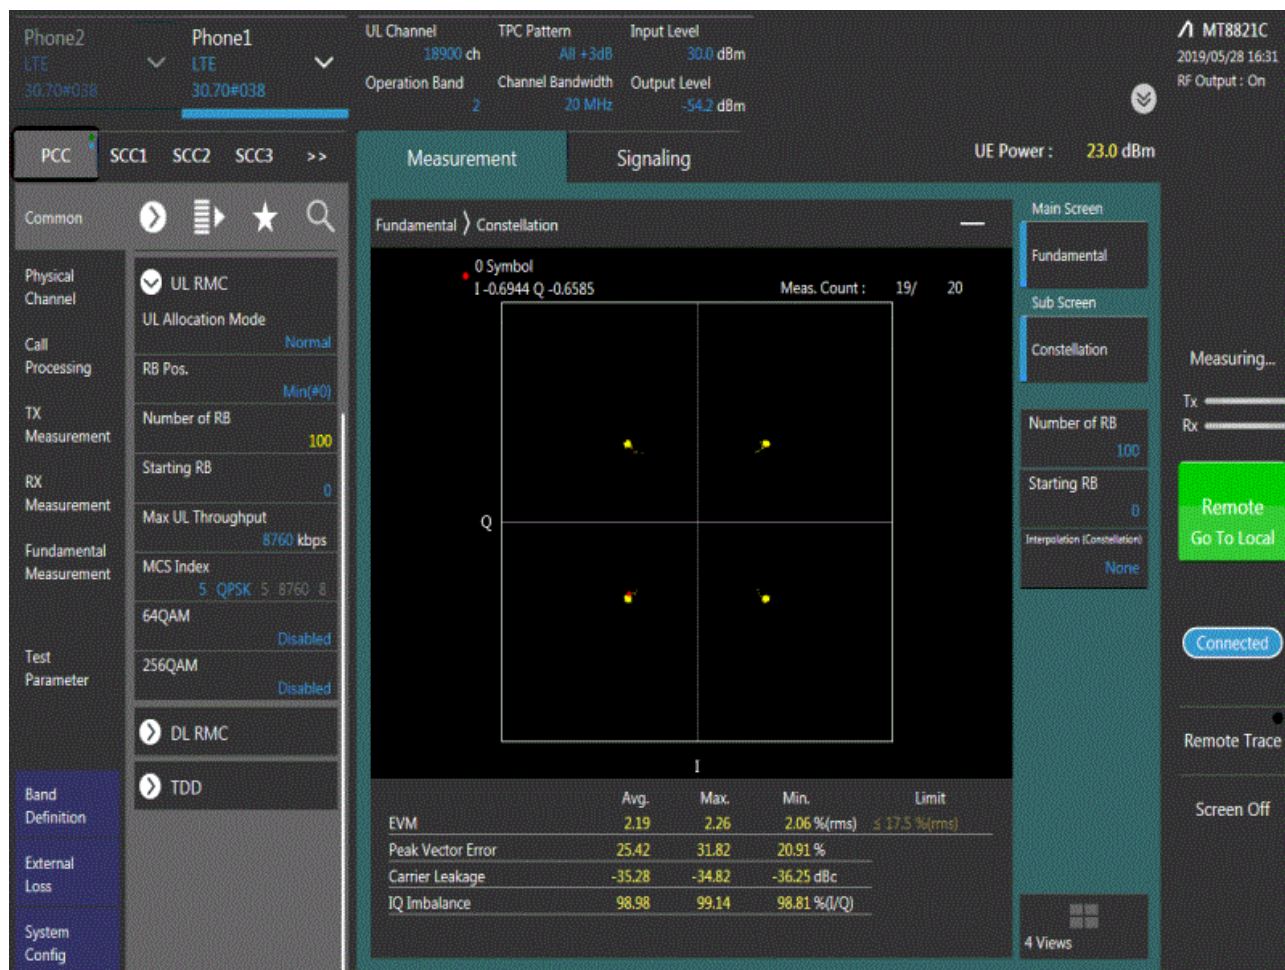 Phone2
LTE
30.70#038
Phone1
LTE
30.70#038
UL Channel
18900 ch
TPC Pattern
All +3dB
Input Level
30.0 dBm
Operation Band
2
Channel Bandwidth
20 MHz
Output Level
-54.2 dBm
MT8821C
2019/05/28 16:31
RF Output : On
PCC SCC1 SCC2 SCC3 >>
Measurement
Signaling
UE Power : 23.0 dBm
Common
Physical
Channel
Call
Processing
TX
Measurement
RX
Measurement
Fundamental
Measurement
Test
Parameter
Band
Definition
External
Loss
System
Config
UL RMC
UL Allocation Mode
Normal
RB Pos.
Min(#0)
Number of RB
100
Starting RB
0
Max UL Throughput
8760 kbps
MCS Index
5 QPSK 5 8760 8
64QAM
Disabled
256QAM
Disabled
DL RMC
TDD
Fundamental 〉 Constellation
0 Symbol
I -0.6944 Q -0.6585
Meas. Count : 19/ 20
Q
I
Avg. Max. Min. Limit
EVM 2.19 2.26 2.06 %(rms) ≤ 17.5 %(rms)
Peak Vector Error 25.42 31.82 20.91 %
Carrier Leakage -35.28 -34.82 -36.25 dBc
IQ Imbalance 98.98 99.14 98.81 %(I/Q)
Main Screen
Fundamental
Sub Screen
Constellation
Number of RB
100
Starting RB
0
Interpolation (Constellation)
None
4 Views
Measuring...
Tx
Rx
Remote
Go To Local
Connected
Remote Trace
Screen Off